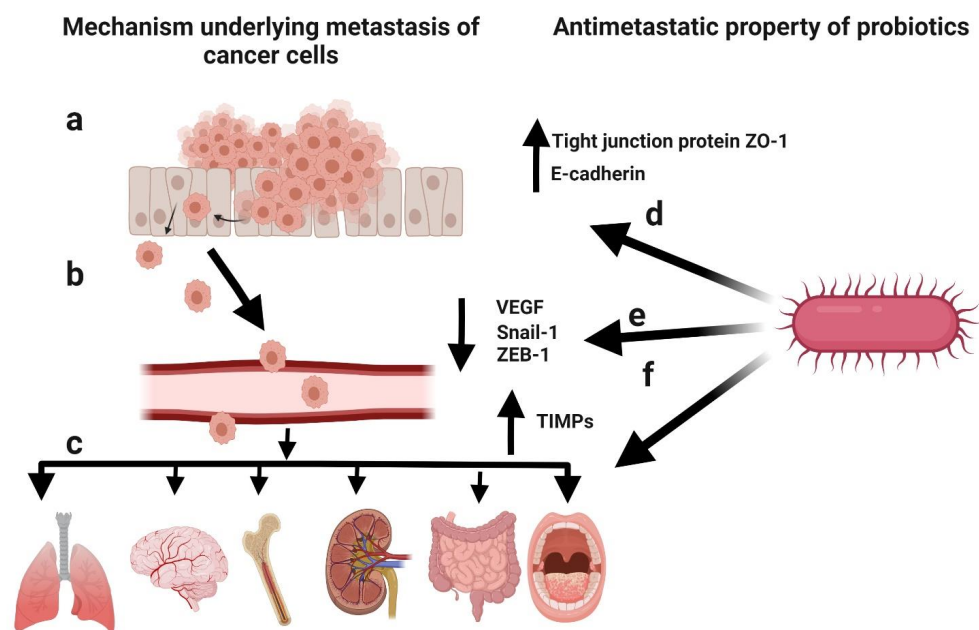 Mechanism underlying metastasis of
cancer cells
Antimetastatic property of probiotics
a
Tight junction protein ZO-1
E-cadherin
d
b
VEGF
Snail-1
ZEB-1
e
f
TIMPs
c